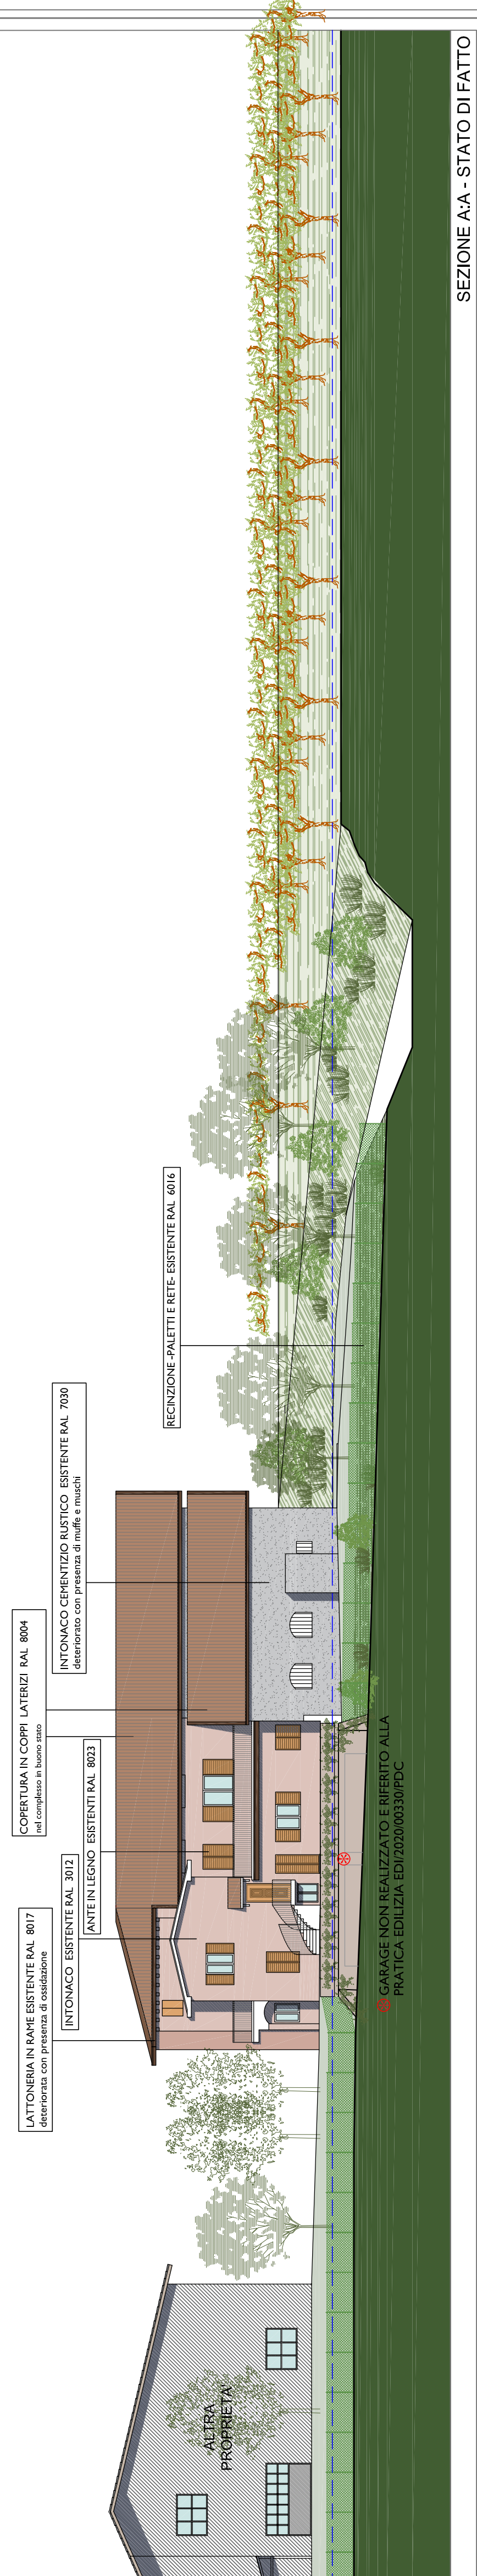 LATTONERIA IN RAME ESISTENTE RAL 8017
deteriorata con presenza di ossidazione
INTONACO ESISTENTE RAL 3012
ANTE IN LEGNO ESISTENTI RAL 8023
COPERTURA IN COPPI LATERIZI RAL 8004
nel complesso in buono stato
INTONACO CEMENTIZIO RUSTICO ESISTENTE RAL 7030
deteriorato con presenza di muffe e muschi
RECINZIONE -PALETTI E RETE- ESISTENTE RAL 6016
ALTRA
PROPRIETA'
GARAGE NON REALIZZATO E RIFERITO ALLA
PRATICA EDILIZIA EDI/2020/00330/PDC
SEZIONE A:A - STATO DI FATTO